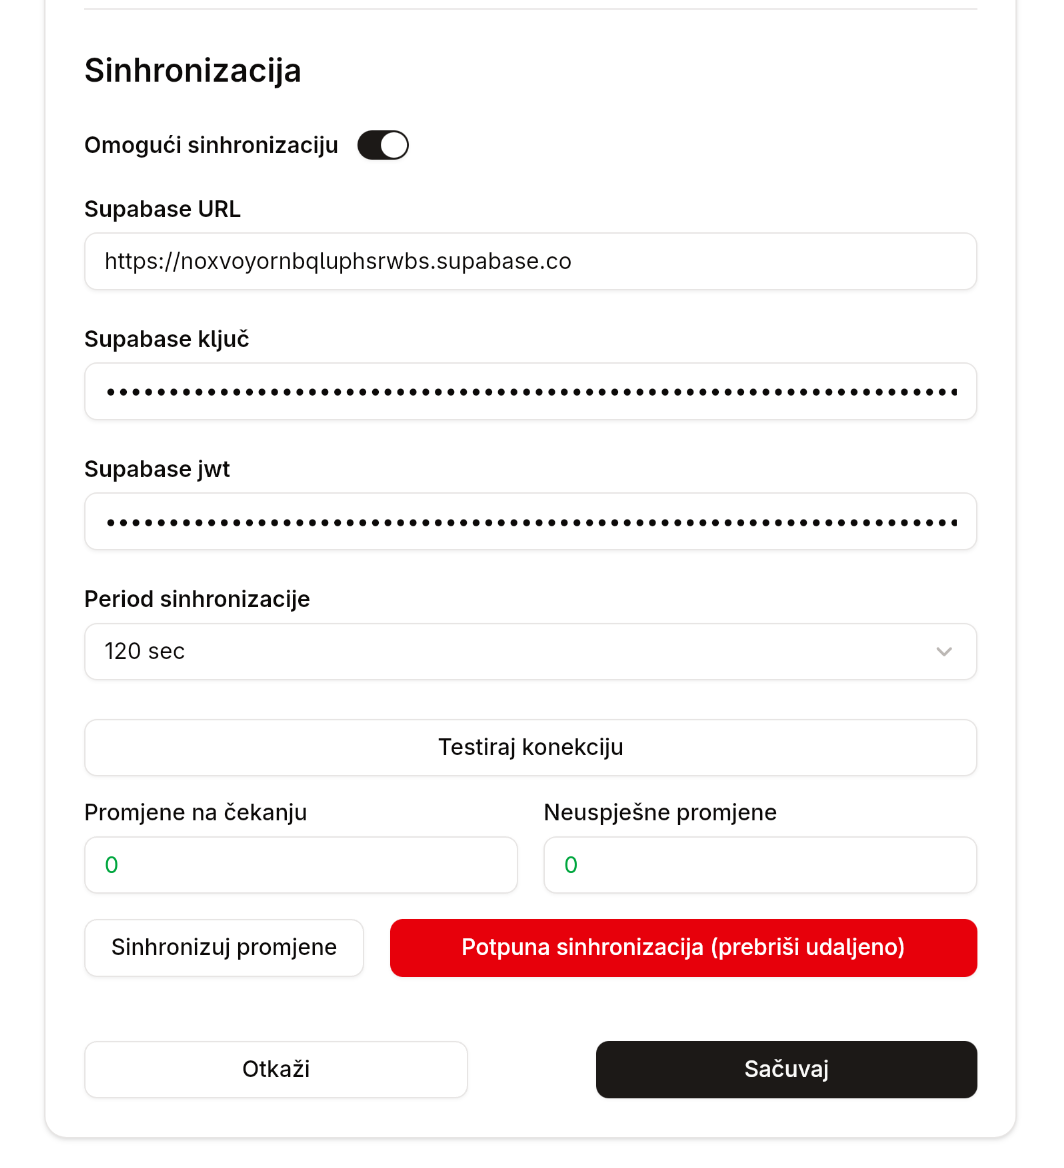 Sinhronizacija
Omogući sinhronizaciju
Supabase URL
https://noxvoyornbqluphsrwbs.supabase.co
Supabase ključ
Supabase jwt
Period sinhronizacije
120 sec
Testiraj konekciju
Promjene na čekanju
Neuspješne promjene
0
0
Sinhronizuj promjene
Potpuna sinhronizacija (prebriši udaljeno)
Otkaži
Sačuvaj